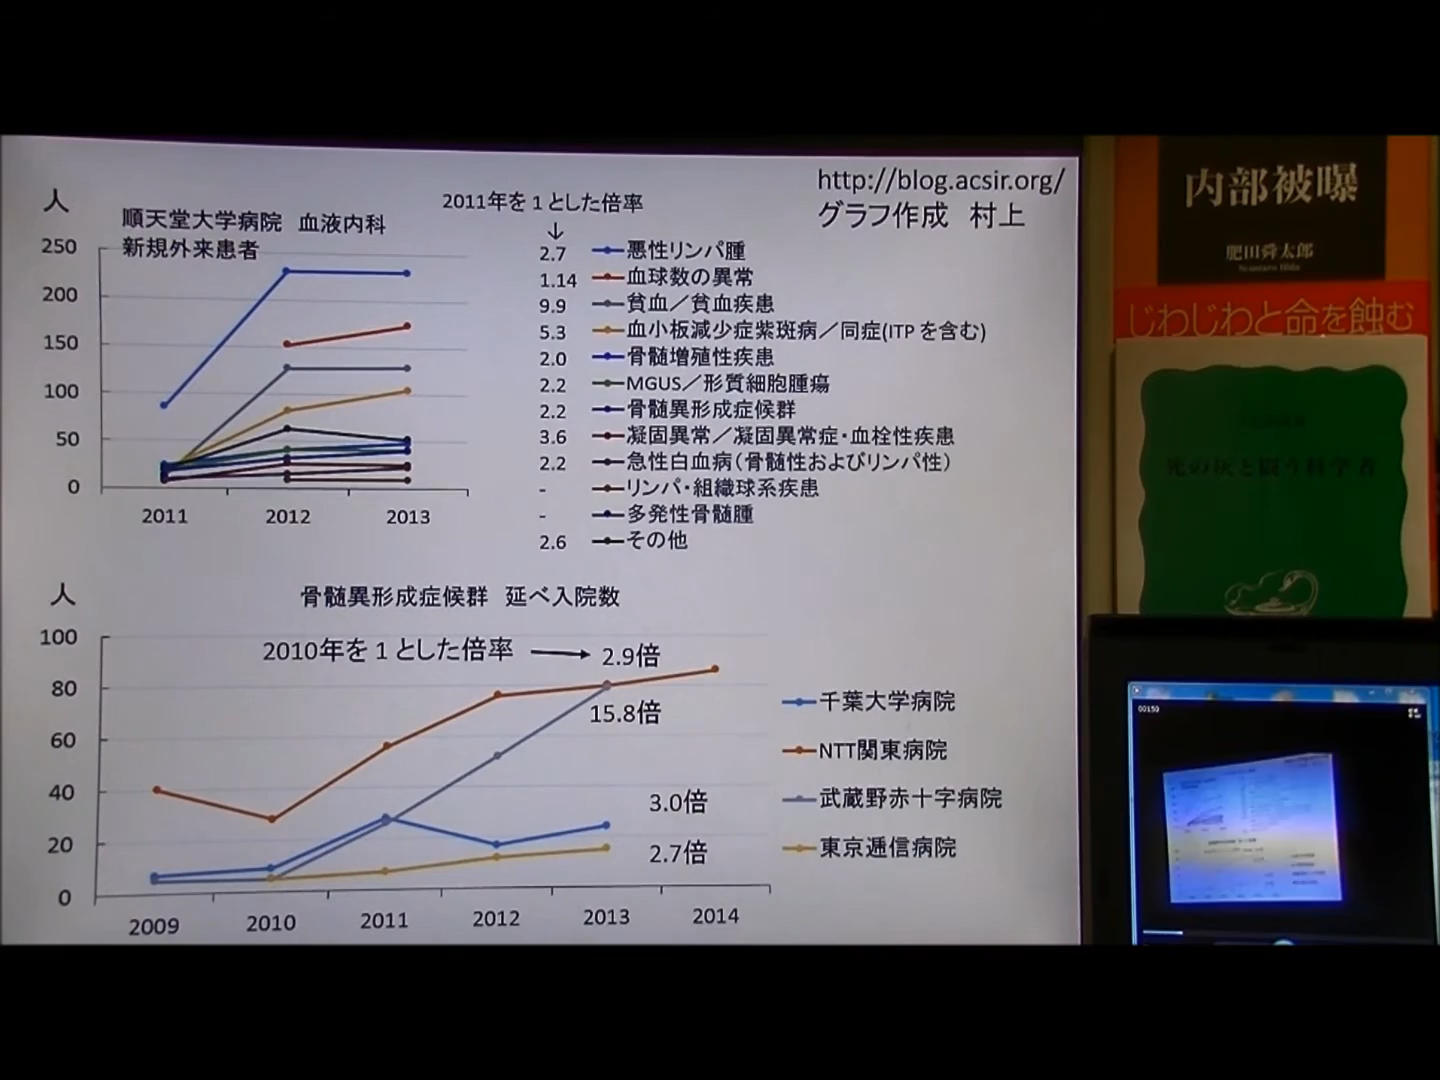 人
順天堂大学病院 血液内科
新規外来患者
250
200
150
100
50
0
2011
2012
2013
2011年を1とした倍率
↓
http://blog.acsir.org/
グラフ作成 村上
2.7 悪性リンパ腫
1.14 血球数の異常
9.9 貧血／貧血疾患
5.3 血小板減少症紫斑病／同症(ITPを含む)
2.0 骨髄増殖性疾患
2.2 MGUS／形質細胞腫瘍
2.2 骨髄異形成症候群
3.6 凝固異常／凝固異常症・血栓性疾患
2.2 急性白血病（骨髄性およびリンパ性）
- リンパ・組織球系疾患
- 多発性骨髄腫
2.6 その他
人
骨髄異形成症候群 延べ入院数
100
80
60
40
20
0
2009
2010
2011
2012
2013
2014
2010年を1とした倍率
2.9倍
15.8倍
3.0倍
2.7倍
千葉大学病院
NTT関東病院
武蔵野赤十字病院
東京逓信病院
内部被曝
肥田舜太郎
じわじわと命を蝕む
死の灰と闘う科学者
00150